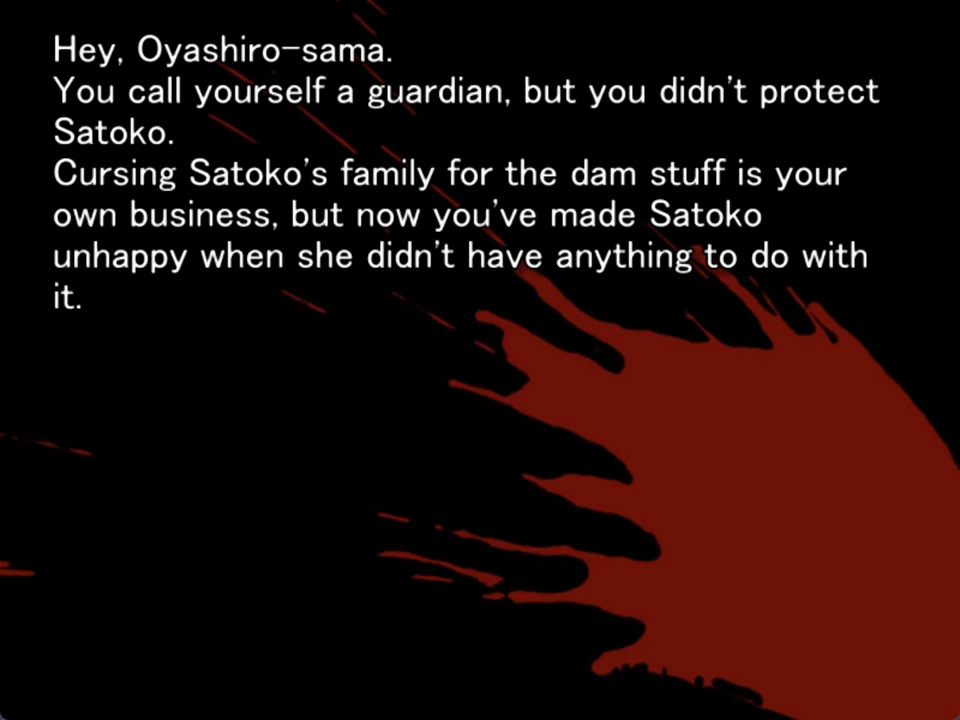 Hey, Oyashiro-sama.
You call yourself a guardian, but you didn't protect
Satoko.
Cursing Satoko's family for the dam stuff is your
own business, but now you've made Satoko
unhappy when she didn't have anything to do with
it.